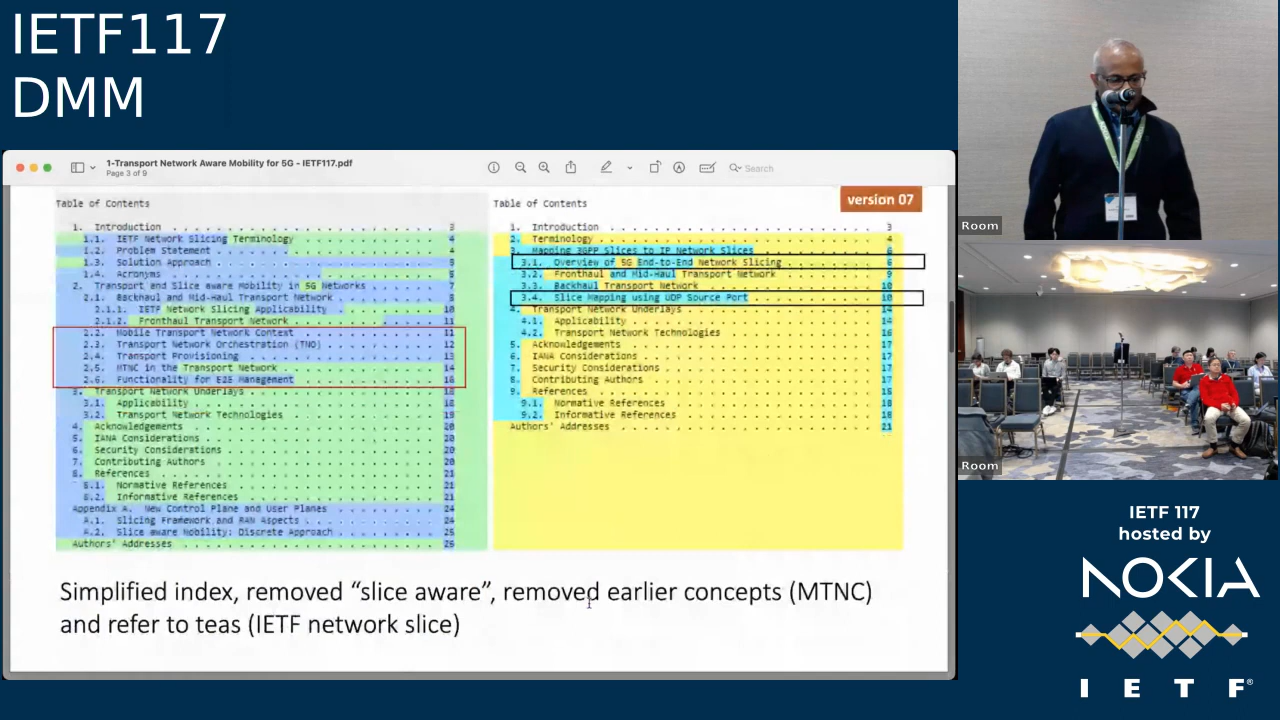 IETF117
DMM
1-Transport Network Aware Mobility for 5G - IETF117.pdf
Page 3 of 9
Search
Table of Contents
1. Introduction . . . 3
1.1. IETF Network Slicing Terminology . . . 4
1.2. Problem Statement . . . 4
1.3. Solution Approach . . . 5
1.4. Acronyms . . . 6
2. Transport and Slice aware Mobility in 5G Networks . . . 7
2.1. Backhaul and Mid-Haul Transport Network . . . 8
2.1.1. IETF Network Slicing Applicability . . . 10
2.1.2. Fronthaul Transport Network . . . 11
2.2. Mobile Transport Network Context . . . 11
2.3. Transport Network Orchestration (TNO) . . . 12
2.4. Transport Provisioning . . . 13
2.5. MTNC in the Transport Network . . . 14
2.6. Functionality for E2E Management . . . 16
3. Transport Network Underlays . . . 18
3.1. Applicability . . . 18
3.2. Transport Network Technologies . . . 19
4. Acknowledgements . . . 20
5. IANA Considerations . . . 20
6. Security Considerations . . . 20
7. Contributing Authors . . . 20
8. References . . . 21
8.1. Normative References . . . 21
8.2. Informative References . . . 21
Appendix A. New Control Plane and User Planes . . . 24
A.1. Slicing Framework and RAN Aspects . . . 24
A.2. Slice aware Mobility: Discrete Approach . . . 25
Authors' Addresses . . . 26
version 07
Table of Contents
1. Introduction . . . 3
2. Terminology . . . 4
3. Mapping 3GPP Slices to IP Network Slices . . . 6
3.1. Overview of 5G End-to-End Network Slicing . . . 6
3.2. Fronthaul and Mid-Haul Transport Network . . . 9
3.3. Backhaul Transport Network . . . 10
3.4. Slice Mapping using UDP Source Port . . . 10
4. Transport Network Underlays . . . 14
4.1. Applicability . . . 14
4.2. Transport Network Technologies . . . 16
5. Acknowledgements . . . 17
6. IANA Considerations . . . 17
7. Security Considerations . . . 17
8. Contributing Authors . . . 17
9. References . . . 18
9.1. Normative References . . . 18
9.2. Informative References . . . 18
Authors' Addresses . . . 21
Simplified index, removed “slice aware”, removed earlier concepts (MTNC)
and refer to teas (IETF network slice)
Room
Room
IETF 117
hosted by
NOKIA
I E T F®